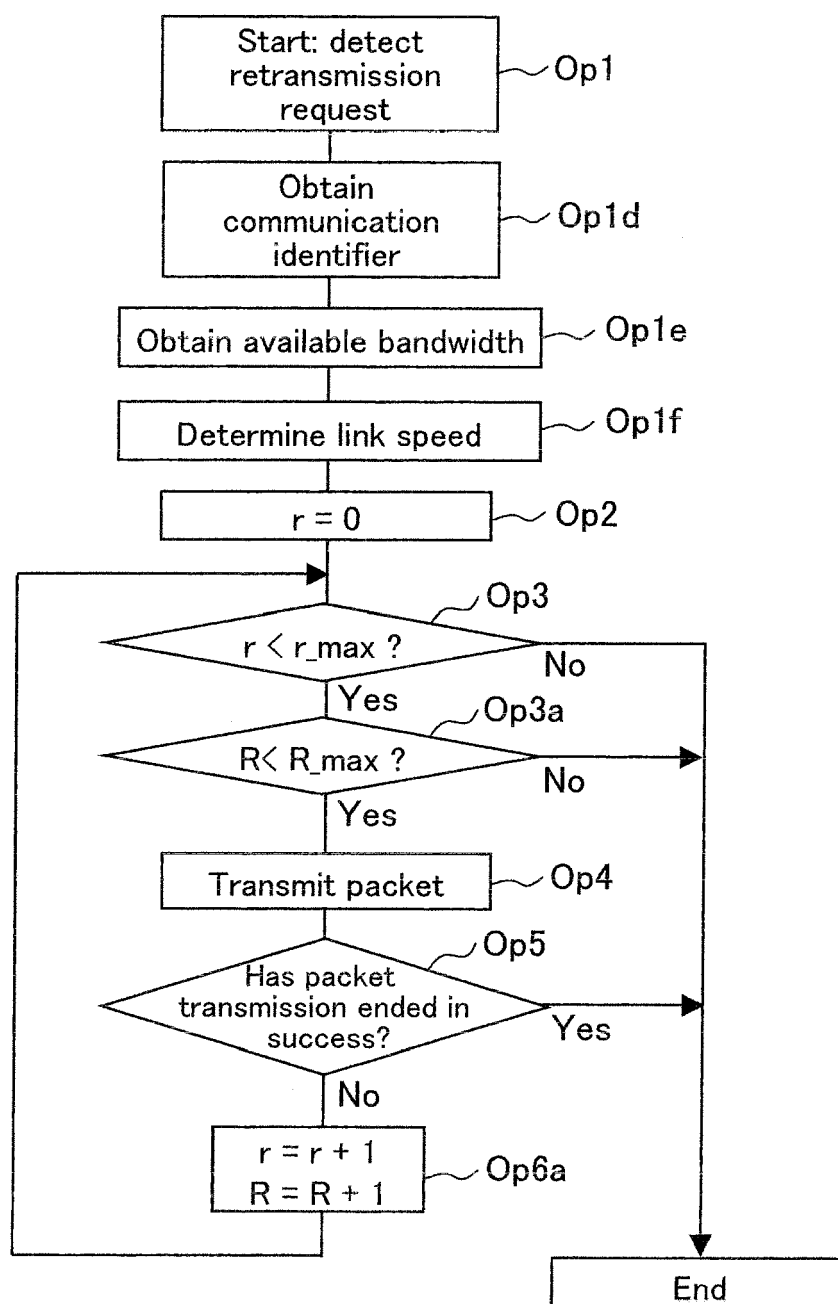 Start: detect
retransmission
request
Op1
Obtain
communication
identifier
Op1d
Obtain available bandwidth
Op1e
Determine link speed
Op1f
r = 0
Op2
Op3
r < r_max ?
No
Yes
Op3a
R< R_max ?
No
Yes
Transmit packet
Op4
Op5
Has packet
transmission ended in
success?
Yes
No
r = r + 1
R = R + 1
Op6a
End